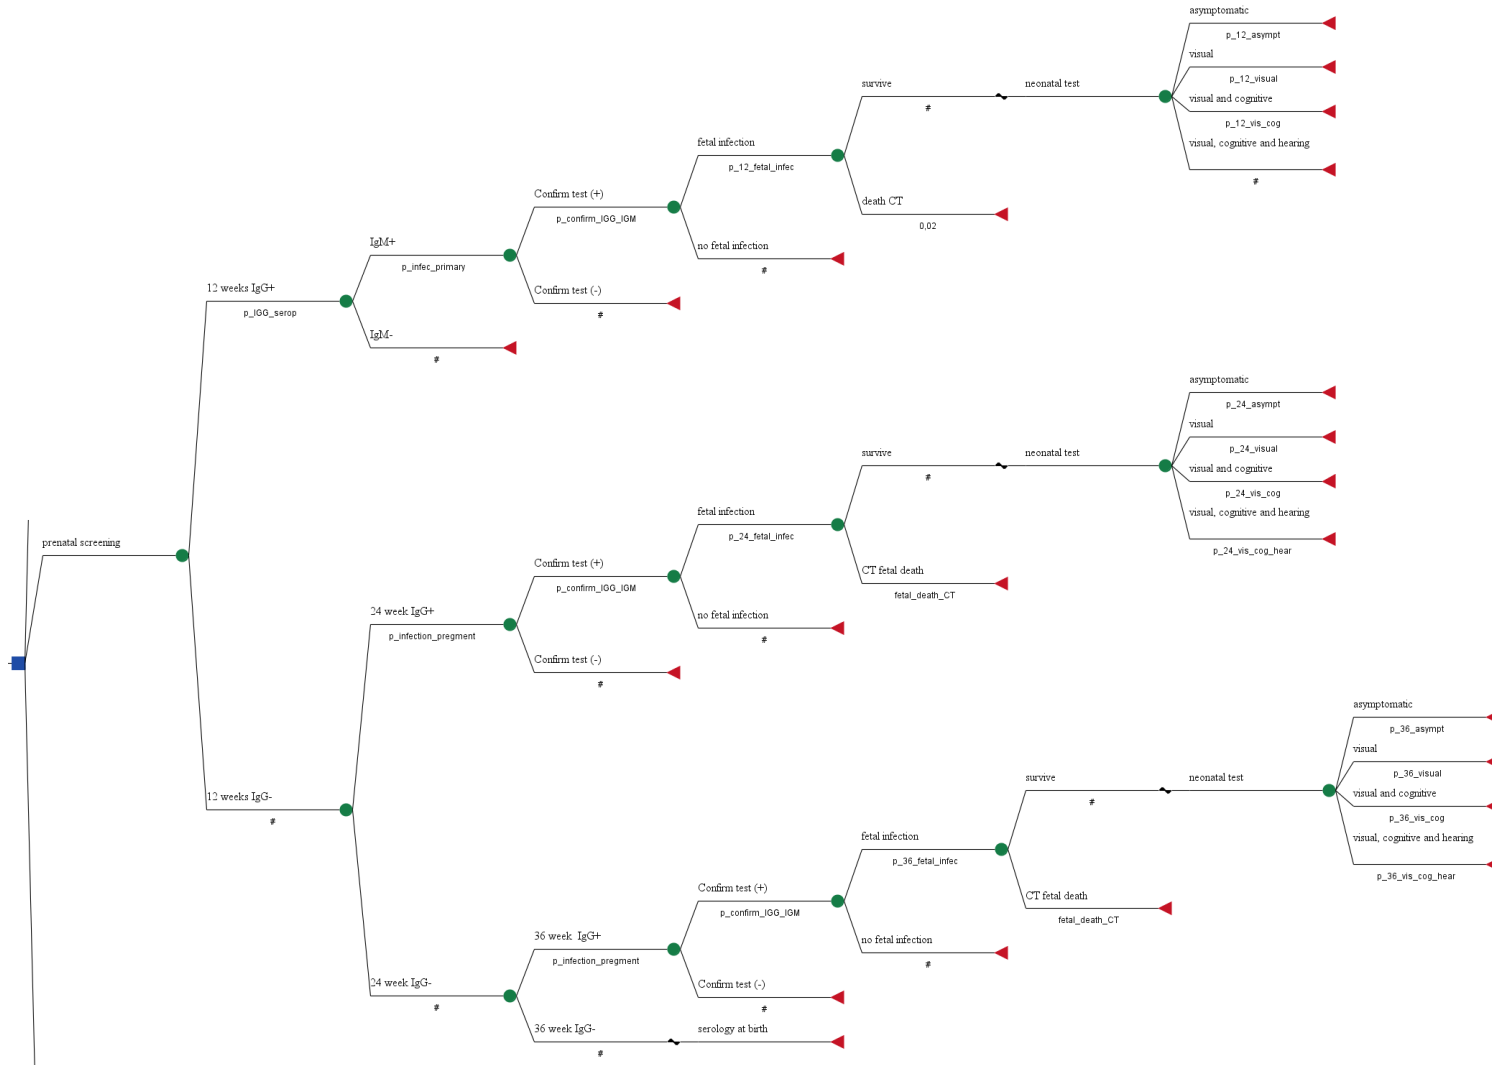 asymptomatic
p_12_asympt
visual
p_12_visual
visual and cognitive
p_12_vis_cog
visual, cognitive and hearing
#
survive
#
neonatal test
fetal infection
p_12_fetal_infec
death CT
0,02
Confirm test (+)
p_confirm_IGG_IGM
no fetal infection
#
IgM+
p_infec_primary
Confirm test (-)
#
12 weeks IgG+
p_IGG_serop
IgM-
#
asymptomatic
p_24_asympt
visual
p_24_visual
visual and cognitive
p_24_vis_cog
visual, cognitive and hearing
p_24_vis_cog_hear
survive
#
neonatal test
fetal infection
p_24_fetal_infec
CT fetal death
fetal_death_CT
prenatal screening
Confirm test (+)
p_confirm_IGG_IGM
no fetal infection
#
24 week IgG+
p_infection_pregment
Confirm test (-)
#
asymptomatic
p_36_asympt
visual
p_36_visual
visual and cognitive
p_36_vis_cog
visual, cognitive and hearing
p_36_vis_cog_hear
survive
#
neonatal test
12 weeks IgG-
#
fetal infection
p_36_fetal_infec
CT fetal death
fetal_death_CT
Confirm test (+)
p_confirm_IGG_IGM
no fetal infection
#
36 week  IgG+
p_infection_pregment
Confirm test (-)
#
24 week IgG-
#
36 week IgG-
#
serology at birth